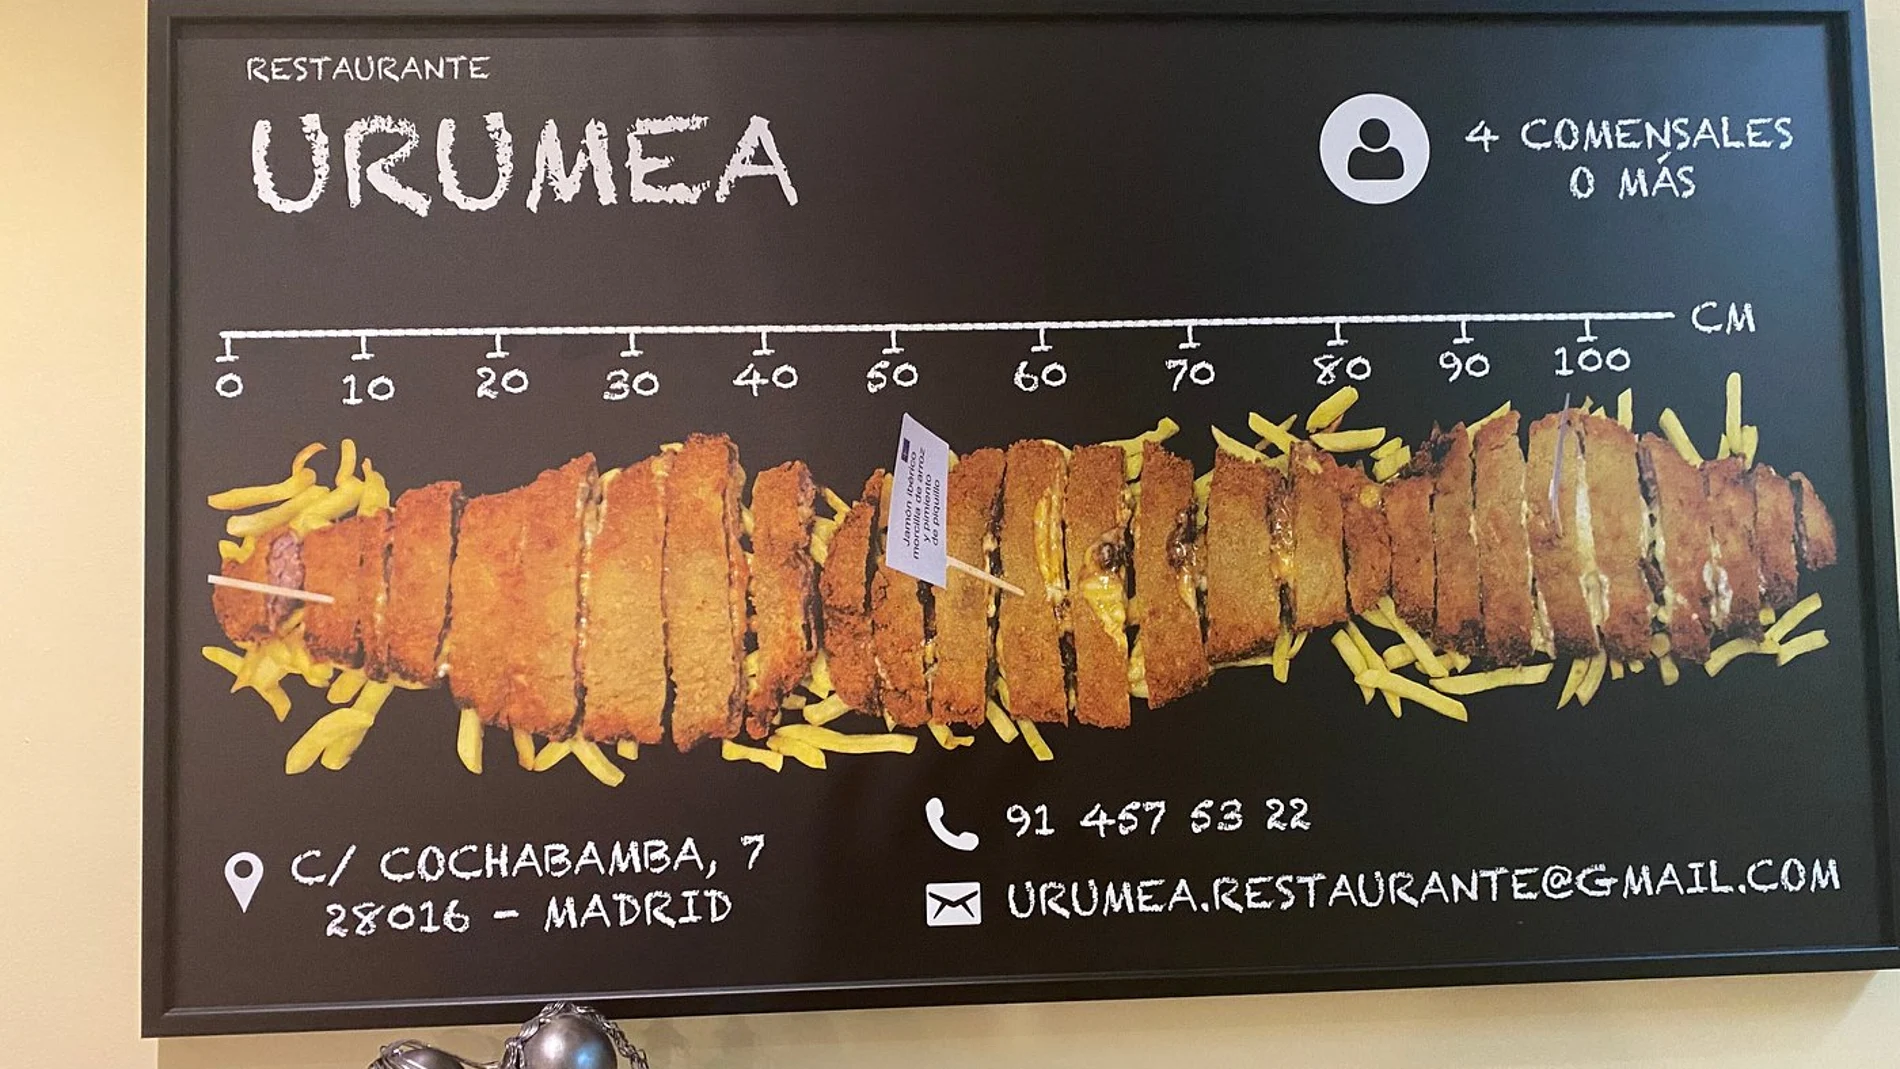 RESTAURANTE
URUMEA
4 COMENSALES
O MÁS
CM
0 10 20 30 40 50 60 70 80 90 100
Jamón ibérico
morcilla de arroz
y pimiento
de piquillo
C/ COCHABAMBA, 7
28016 - MADRID
91 457 53 22
URUMEA.RESTAURANTE@GMAIL.COM